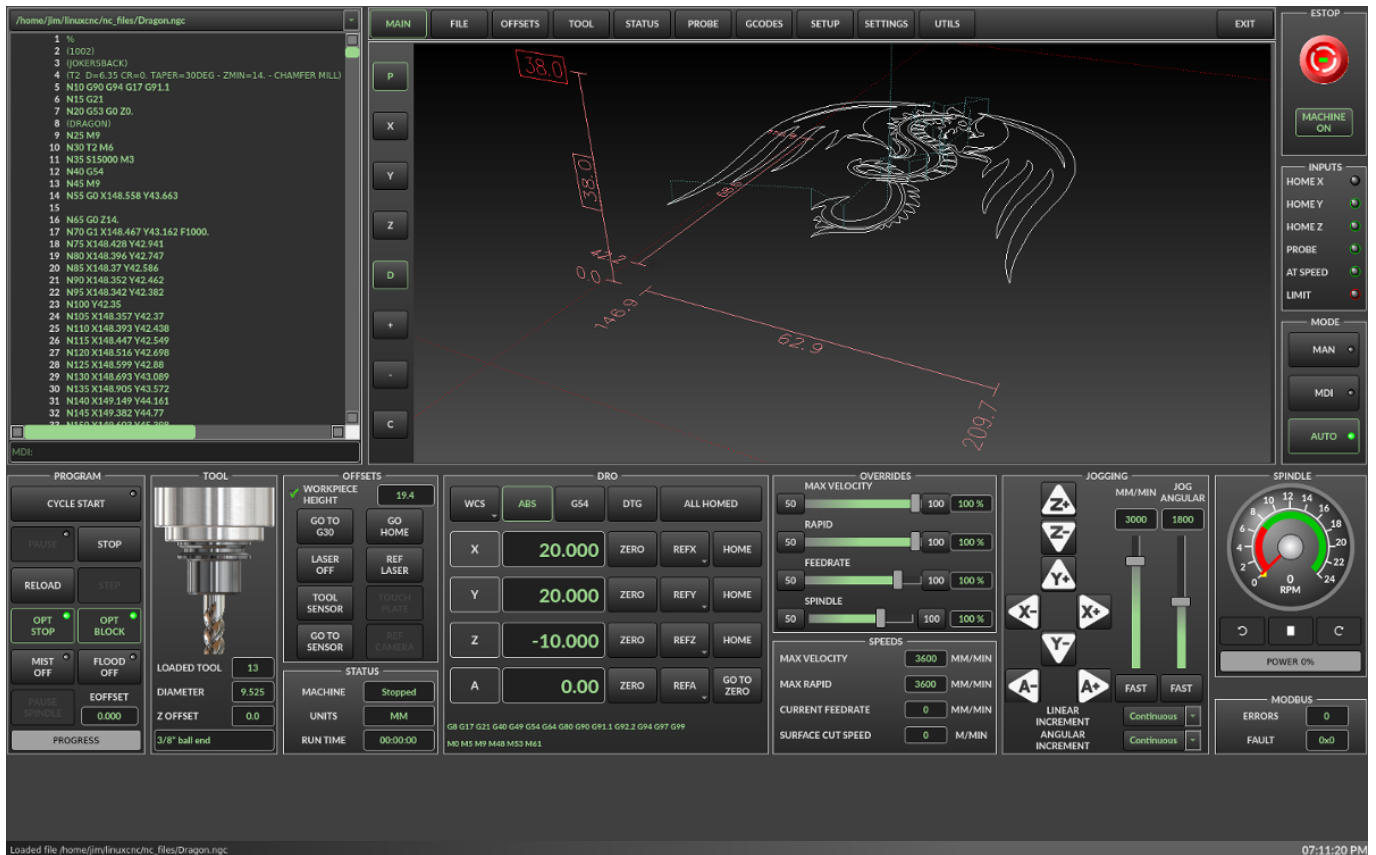 /home/jim/linuxcnc/nc_files/Dragon.ngc
1 %
2 (1002)
3 (JOKERSBACK)
4 (T2 D=6.35 CR=0. TAPER=30DEG - ZMIN=14. - CHAMFER MILL)
5 N10 G90 G94 G17 G91.1
6 N15 G21
7 N20 G53 G0 Z0.
8 (DRAGON)
9 N25 M9
10 N30 T2 M6
11 N35 S15000 M3
12 N40 G54
13 N45 M9
14 N55 G0 X148.558 Y43.663
15
16 N65 G0 Z14.
17 N70 G1 X148.467 Y43.162 F1000.
18 N75 X148.428 Y42.941
19 N80 X148.396 Y42.747
20 N85 X148.37 Y42.586
21 N90 X148.352 Y42.462
22 N95 X148.342 Y42.382
23 N100 Y42.35
24 N105 X148.357 Y42.37
25 N110 X148.393 Y42.438
26 N115 X148.447 Y42.549
27 N120 X148.516 Y42.698
28 N125 X148.599 Y42.88
29 N130 X148.693 Y43.089
30 N135 X148.905 Y43.572
31 N140 X149.149 Y44.161
32 N145 X149.382 Y44.77
MDI:
MAIN FILE OFFSETS TOOL STATUS PROBE GCODES SETUP SETTINGS UTILS EXIT
P
X
Y
Z
D
+
-
C
38.0
38.0
68.6
42.2
0.0
146.9
62.9
209.7
ESTOP
MACHINE
ON
INPUTS
HOME X
HOME Y
HOME Z
PROBE
AT SPEED
LIMIT
MODE
MAN
MDI
AUTO
PROGRAM
CYCLE START
PAUSE STOP
RELOAD STEP
OPT
STOP
OPT
BLOCK
MIST
OFF
FLOOD
OFF
PAUSE
SPINDLE
EOFFSET
0.000
PROGRESS
TOOL
LOADED TOOL 13
DIAMETER 9.525
Z OFFSET 0.0
3/8" ball end
OFFSETS
WORKPIECE
HEIGHT
19.4
GO TO
G30
GO
HOME
LASER
OFF
REF
LASER
TOOL
SENSOR
TOUCH
PLATE
GO TO
SENSOR
REF
CAMERA
STATUS
MACHINE Stopped
UNITS MM
RUN TIME 00:00:00
DRO
WCS ABS G54 DTG ALL HOMED
X 20.000 ZERO REFX HOME
Y 20.000 ZERO REFY HOME
Z -10.000 ZERO REFZ HOME
A 0.00 ZERO REFA GO TO
ZERO
G8 G17 G21 G40 G49 G54 G64 G80 G90 G91.1 G92.2 G94 G97 G99
M0 M5 M9 M48 M53 M61
OVERRIDES
MAX VELOCITY
50 100 100 %
RAPID
50 100 100 %
FEEDRATE
50 100 100 %
SPINDLE
50 100 100 %
SPEEDS
MAX VELOCITY 3600 MM/MIN
MAX RAPID 3600 MM/MIN
CURRENT FEEDRATE 0 MM/MIN
SURFACE CUT SPEED 0 M/MIN
JOGGING
MM/MIN
JOG
ANGULAR
3000 1800
Z+
Z-
Y+
X- X+
Y-
A- A+
FAST FAST
LINEAR
INCREMENT
Continuous
ANGULAR
INCREMENT
Continuous
SPINDLE
0 2 4 6 8 10 12 14 16 18 20 22 24
0
RPM
POWER 0%
MODBUS
ERRORS 0
FAULT 0x0
Loaded file /home/jim/linuxcnc/nc_files/Dragon.ngc
07:11:20 PM